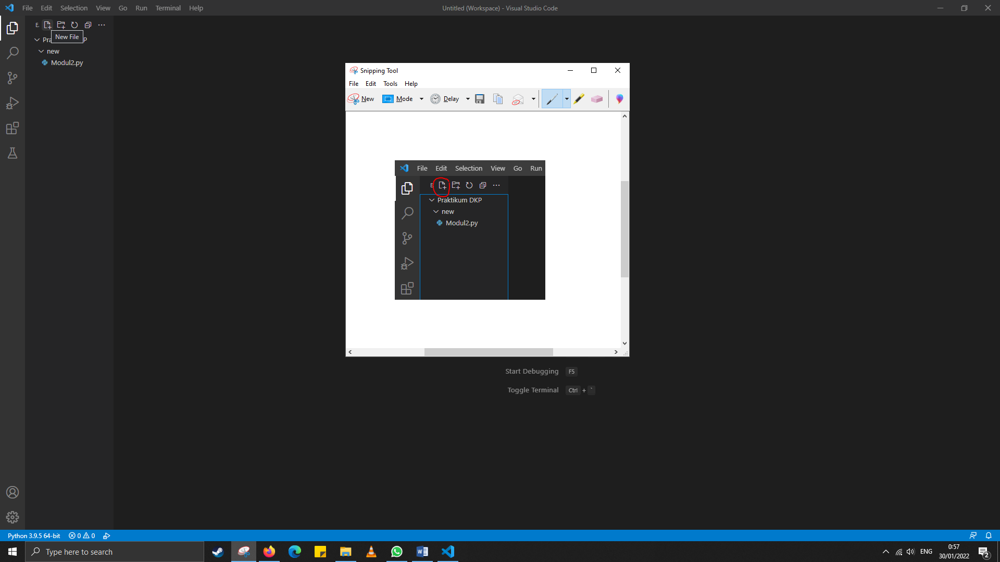 File Edit Selection View Go Run Terminal Help
Untitled (Workspace) - Visual Studio Code
E.
New File
Pra P
new
Modul2.py
Snipping Tool
File Edit Tools Help
New Mode Delay
File Edit Selection View Go Run
E
Praktikum DKP
new
Modul2.py
Start Debugging F5
Toggle Terminal Ctrl + `
Python 3.9.5 64-bit 0 0
Type here to search
ENG
0:57
30/01/2022
2